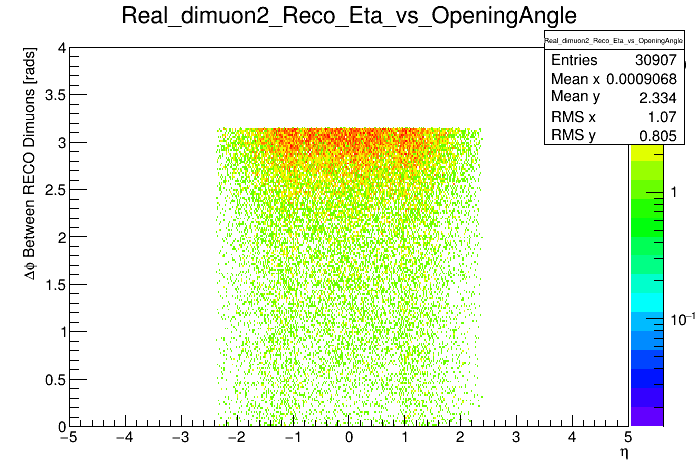 Real_dimuon2_Reco_Eta_vs_OpeningAngle
Real_dimuon2_Reco_Eta_vs_OpeningAngle
Entries 30907
Mean x 0.0009068
Mean y 2.334
RMS x 1.07
RMS y 0.805
Δφ Between RECO Dimuons [rads]
4
3.5
3
2.5
2
1.5
1
0.5
0
−5 −4 −3 −2 −1 0 1 2 3 4 5
η
1
10⁻¹